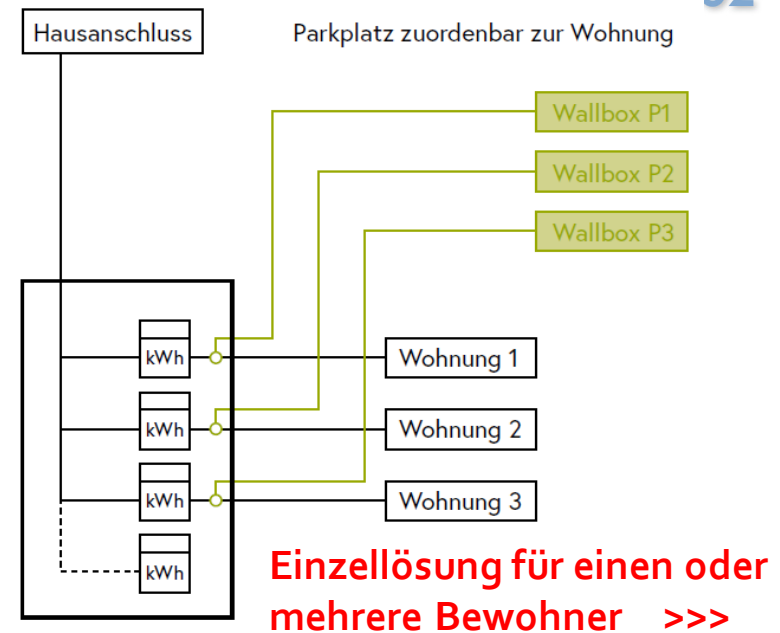 Hausanschluss
Parkplatz zuordenbar zur Wohnung
Wallbox P1
Wallbox P2
Wallbox P3
kWh
Wohnung 1
kWh
Wohnung 2
kWh
Wohnung 3
kWh
Einzellösung für einen oder
mehrere Bewohner >>>